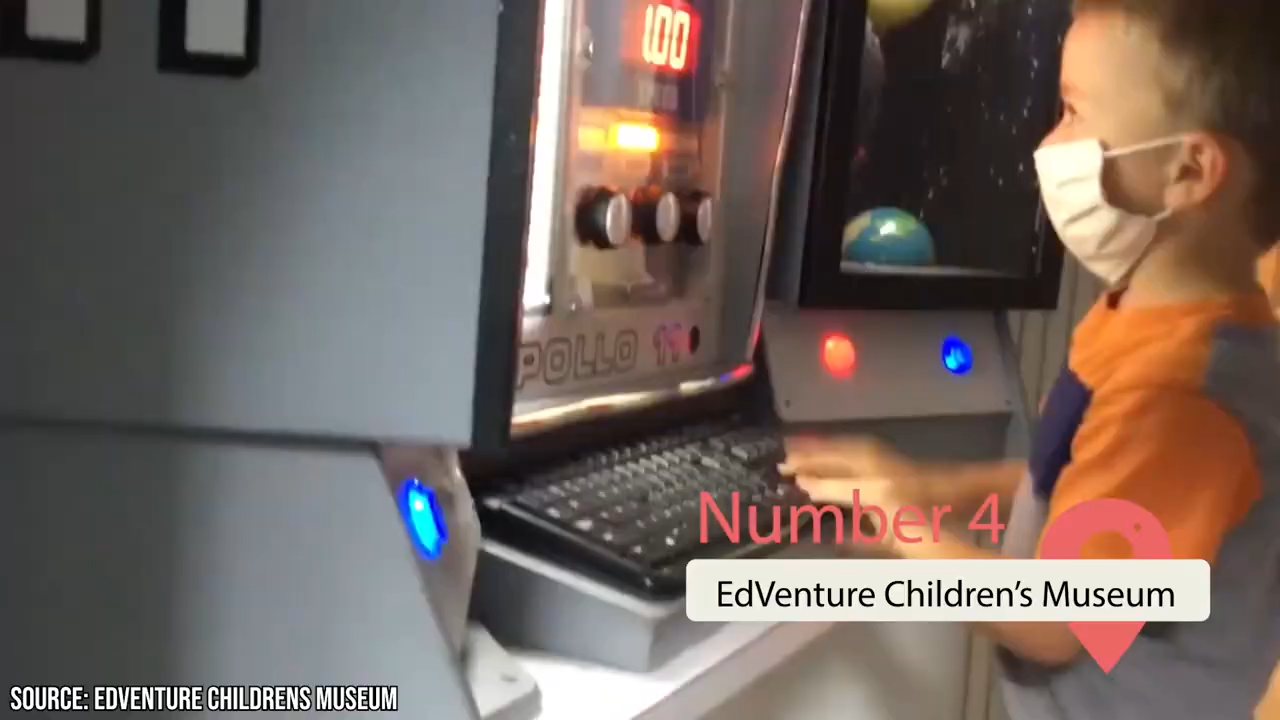 1.00
POLLO 11
Number 4
EdVenture Children's Museum
SOURCE: EDVENTURE CHILDRENS MUSEUM